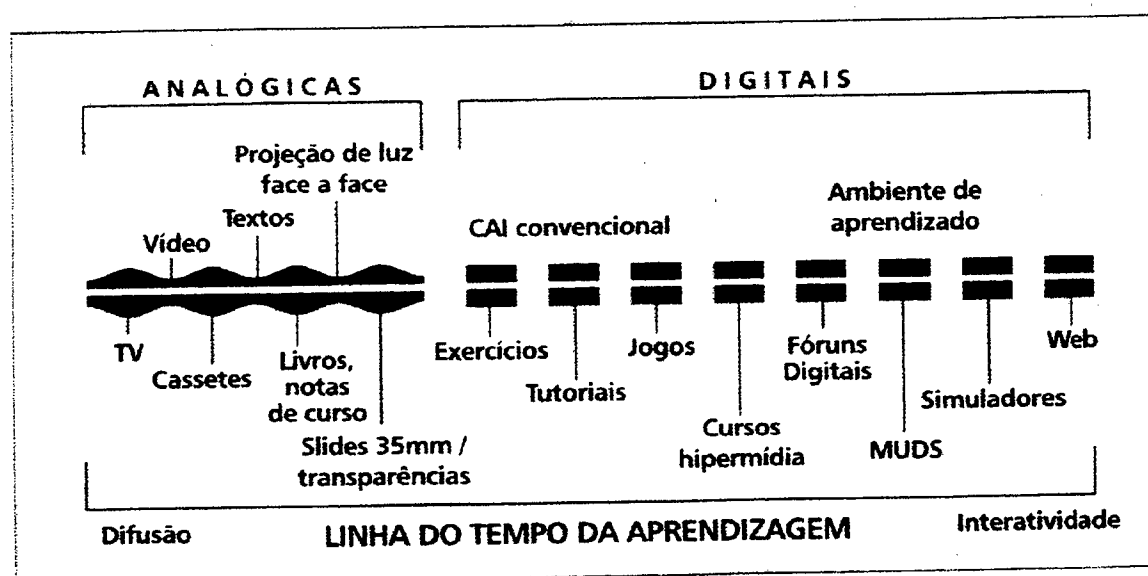 ANALÓGICAS
DIGITAIS
Projeção de luz
face a face
Textos
Vídeo
CAI convencional
Ambiente de
aprendizado
TV
Cassetes
Livros,
notas
de curso
Slides 35mm /
transparências
Exercícios
Tutoriais
Jogos
Cursos
hipermídia
Fóruns
Digitais
MUDS
Simuladores
Web
Difusão
LINHA DO TEMPO DA APRENDIZAGEM
Interatividade